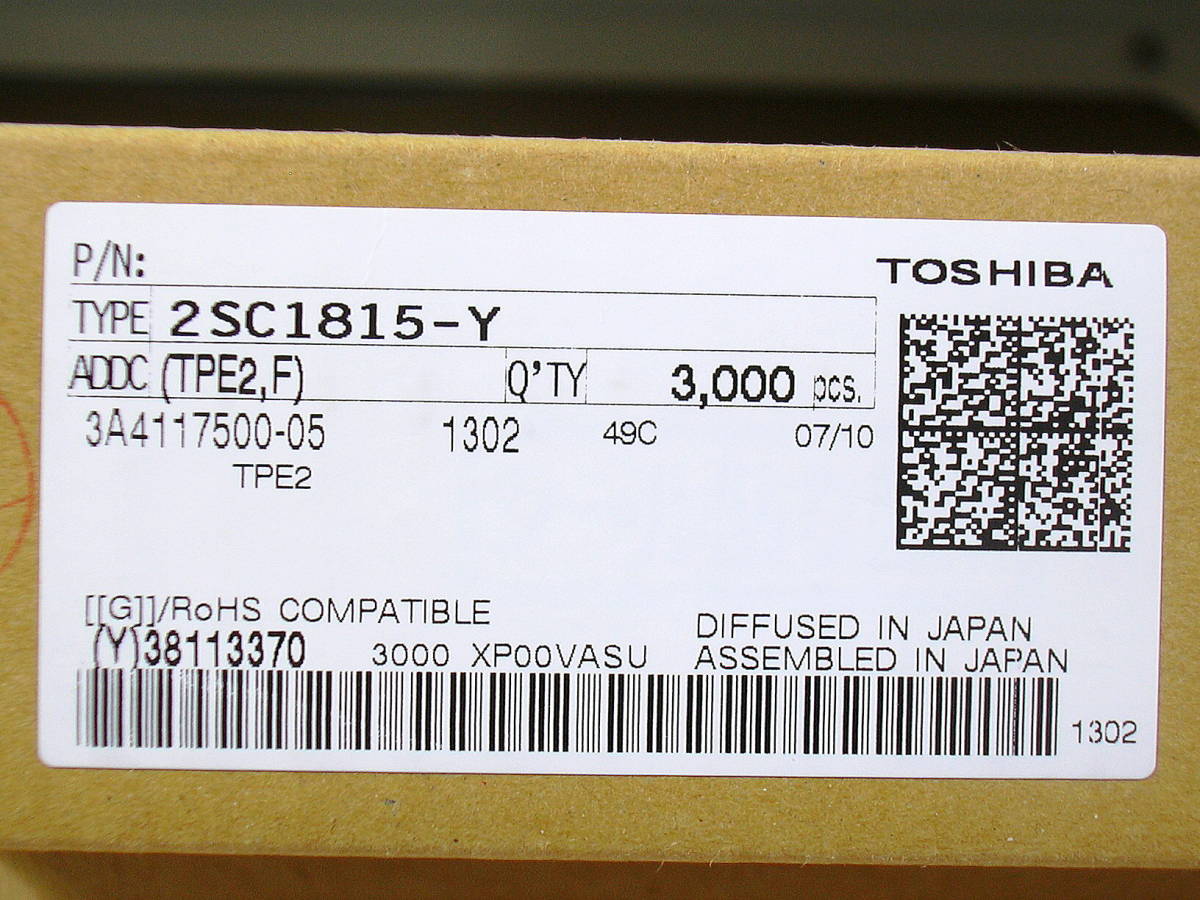 P/N:
TOSHIBA
TYPE 2SC1815-Y
ADDC (TPE2,F) Q'TY 3,000 pcs.
3A4117500-05 1302 49C 07/10
TPE2
[[G]]/RoHS COMPATIBLE
DIFFUSED IN JAPAN
(Y)38113370 3000 XP00VASU ASSEMBLED IN JAPAN
1302